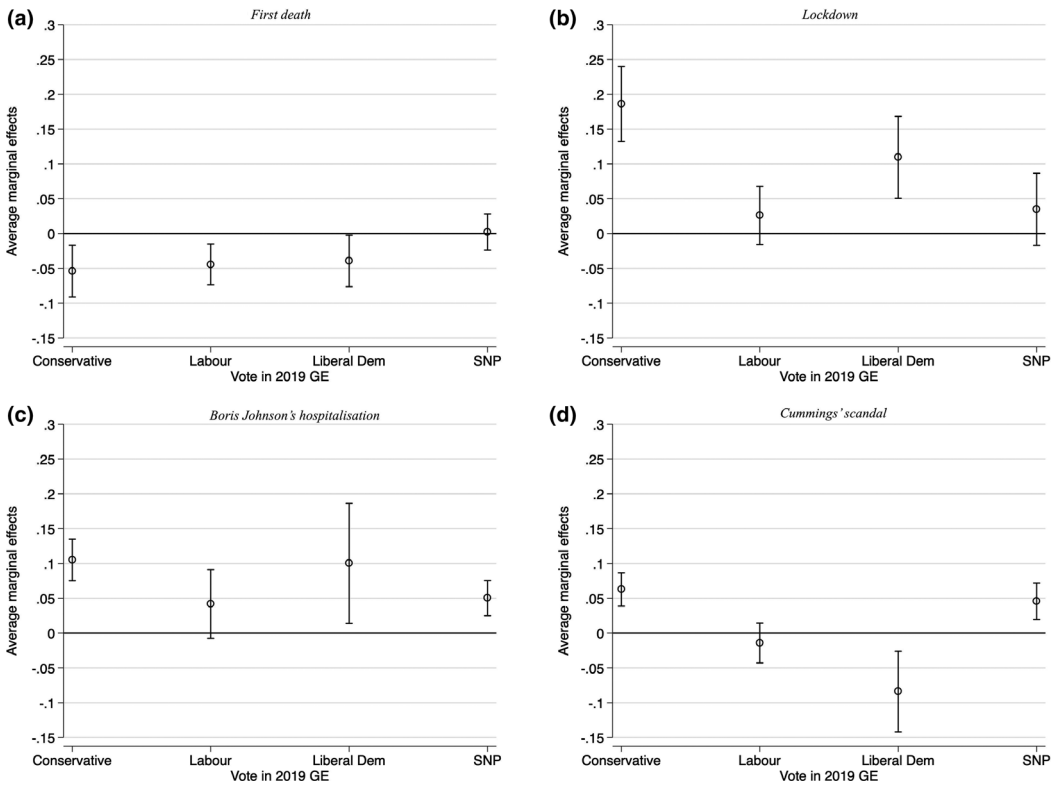 (a)
First death
Average marginal effects
.3
.25
.2
.15
.1
.05
0
-.05
-.1
-.15
Conservative Labour Liberal Dem SNP
Vote in 2019 GE
(b)
Lockdown
Average marginal effects
.3
.25
.2
.15
.1
.05
0
-.05
-.1
-.15
Conservative Labour Liberal Dem SNP
Vote in 2019 GE
(c)
Boris Johnson's hospitalisation
Average marginal effects
.3
.25
.2
.15
.1
.05
0
-.05
-.1
-.15
Conservative Labour Liberal Dem SNP
Vote in 2019 GE
(d)
Cummings' scandal
Average marginal effects
.3
.25
.2
.15
.1
.05
0
-.05
-.1
-.15
Conservative Labour Liberal Dem SNP
Vote in 2019 GE